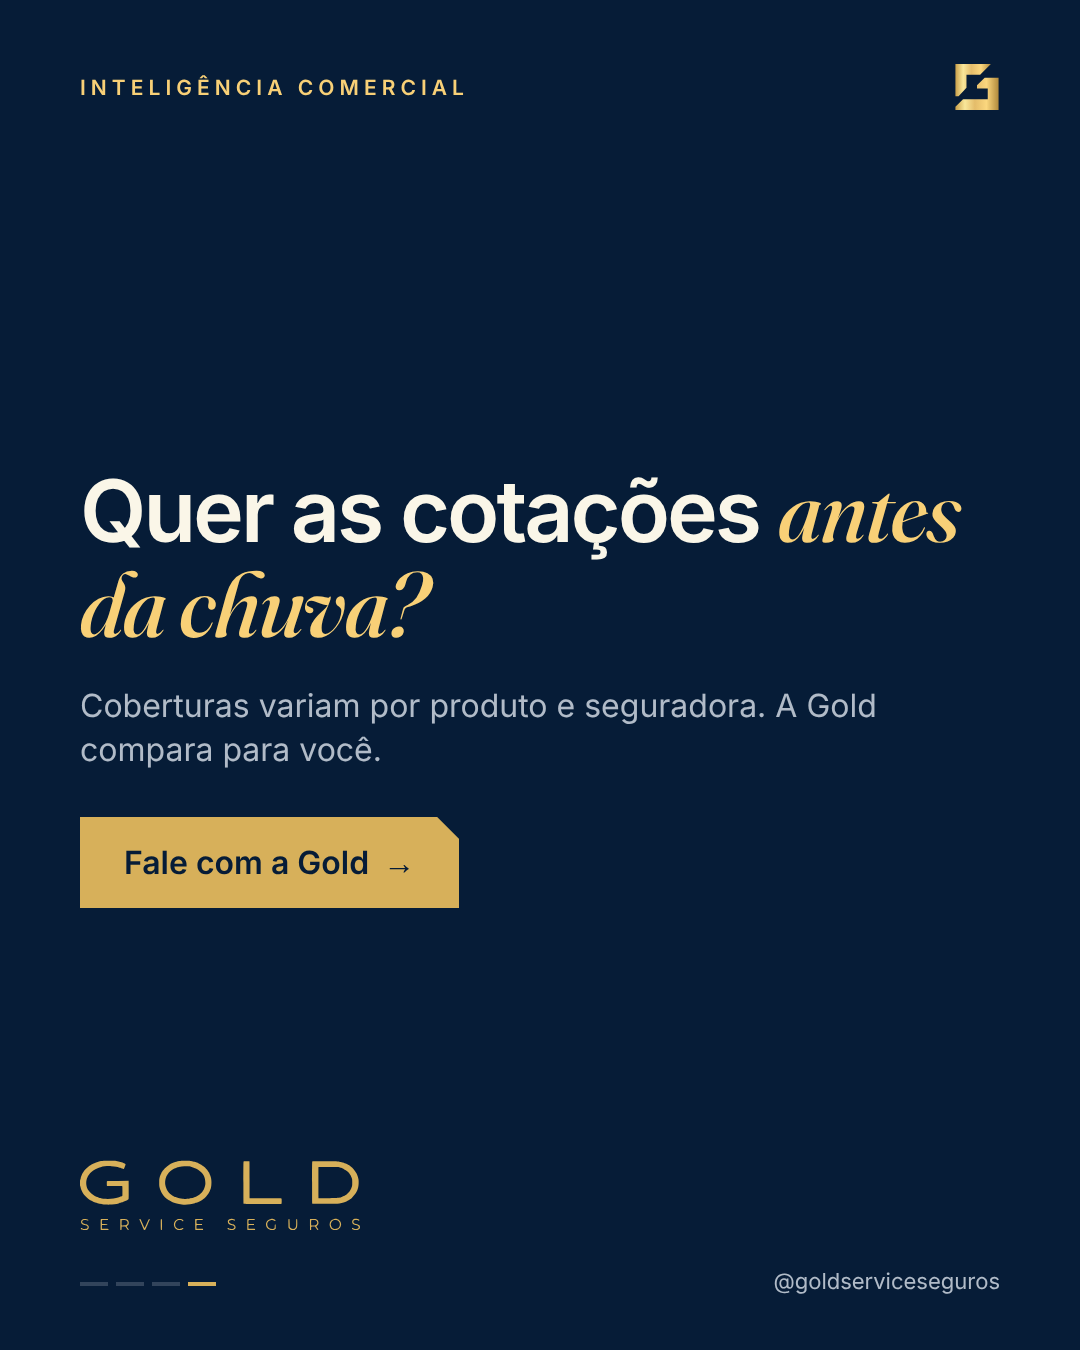 INTELIGÊNCIA COMERCIAL
Quer as cotações antes
da chuva?
Coberturas variam por produto e seguradora. A Gold
compara para você.
Fale com a Gold →
GOLD
SERVICE SEGUROS
@goldserviceseguros